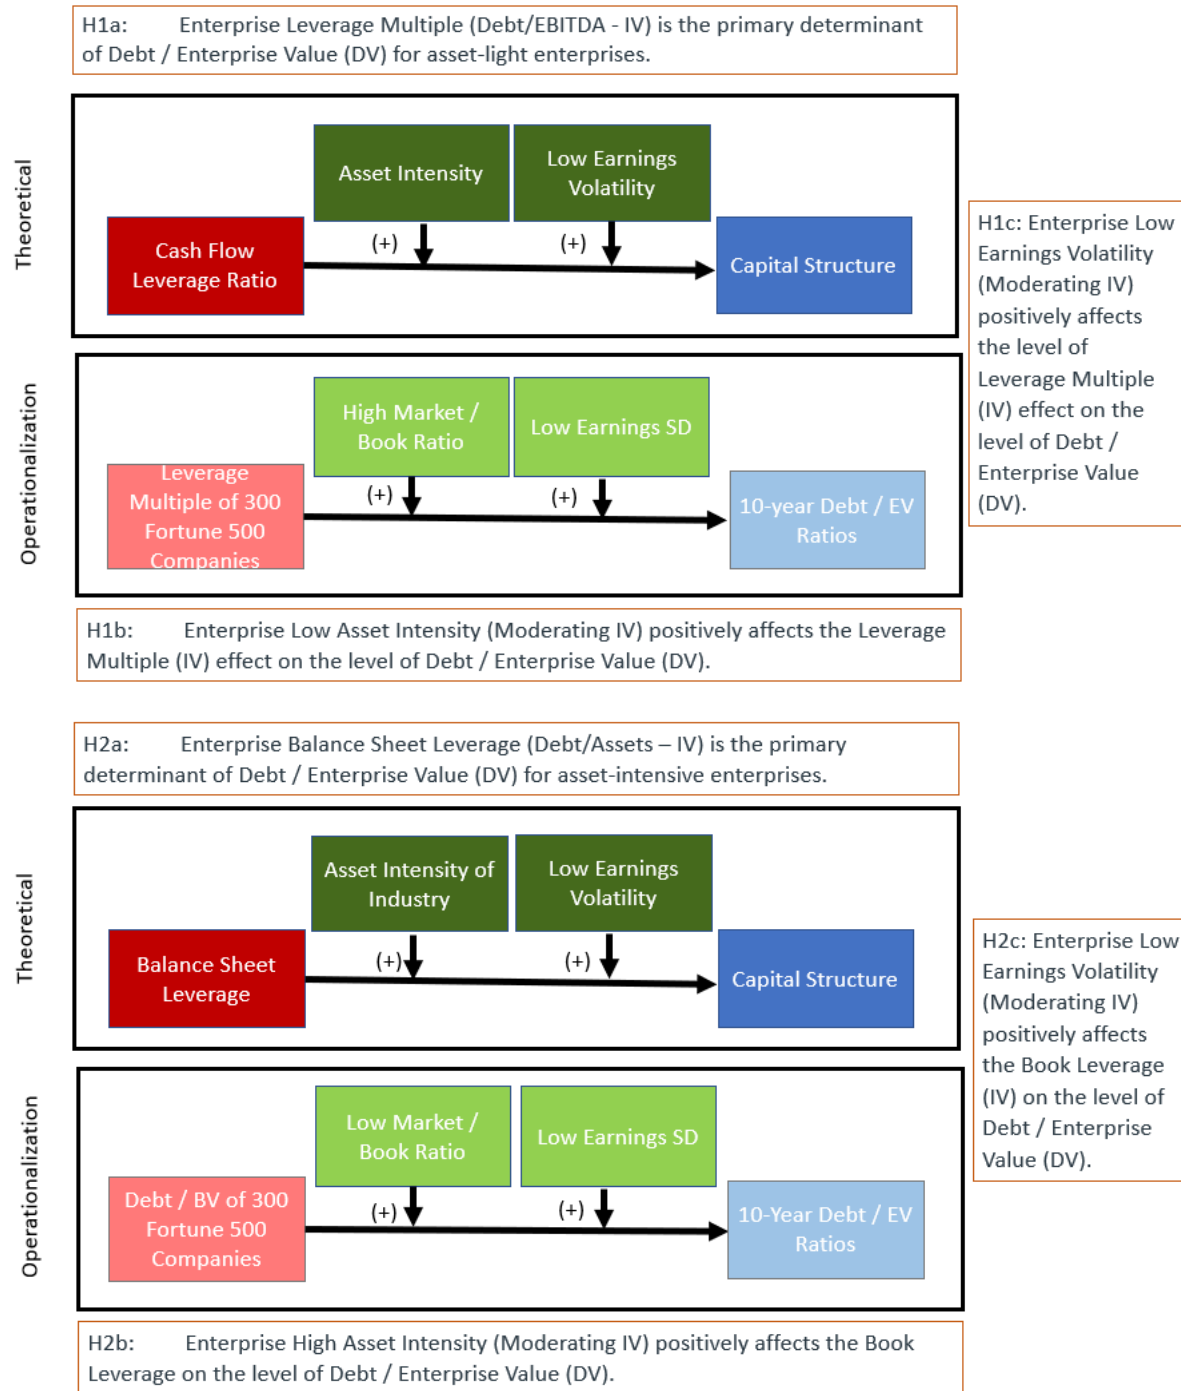 H1a: Enterprise Leverage Multiple (Debt/EBITDA - IV) is the primary determinant
of Debt / Enterprise Value (DV) for asset-light enterprises.
Theoretical
Asset Intensity
Low Earnings
Volatility
(+)
(+)
Cash Flow
Leverage Ratio
Capital Structure
H1c: Enterprise Low
Earnings Volatility
(Moderating IV)
positively affects
the level of
Leverage Multiple
(IV) effect on the
level of Debt /
Enterprise Value
(DV).
Operationalization
High Market /
Book Ratio
Low Earnings SD
(+)
(+)
Leverage
Multiple of 300
Fortune 500
Companies
10-year Debt / EV
Ratios
H1b: Enterprise Low Asset Intensity (Moderating IV) positively affects the Leverage
Multiple (IV) effect on the level of Debt / Enterprise Value (DV).
H2a: Enterprise Balance Sheet Leverage (Debt/Assets – IV) is the primary
determinant of Debt / Enterprise Value (DV) for asset-intensive enterprises.
Theoretical
Asset Intensity of
Industry
Low Earnings
Volatility
(+)
(+)
Balance Sheet
Leverage
Capital Structure
H2c: Enterprise Low
Earnings Volatility
(Moderating IV)
positively affects
the Book Leverage
(IV) on the level of
Debt / Enterprise
Value (DV).
Operationalization
Low Market /
Book Ratio
Low Earnings SD
(+)
(+)
Debt / BV of 300
Fortune 500
Companies
10-Year Debt / EV
Ratios
H2b: Enterprise High Asset Intensity (Moderating IV) positively affects the Book
Leverage on the level of Debt / Enterprise Value (DV).